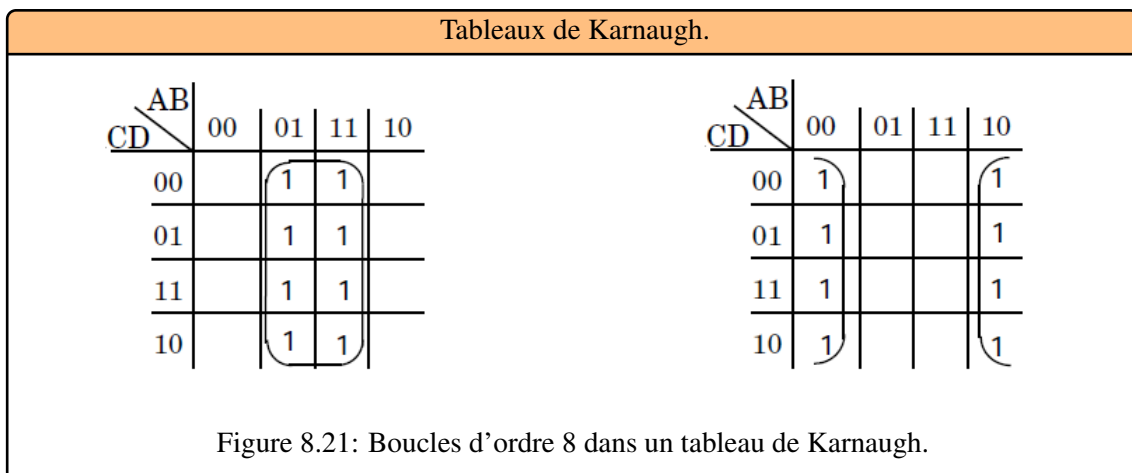 Tableaux de Karnaugh.
AB
CD 00 01 11 10
00 1 1
01 1 1
11 1 1
10 1 1
AB
CD 00 01 11 10
00 1 1
01 1 1
11 1 1
10 1 1
Figure 8.21: Boucles d'ordre 8 dans un tableau de Karnaugh.